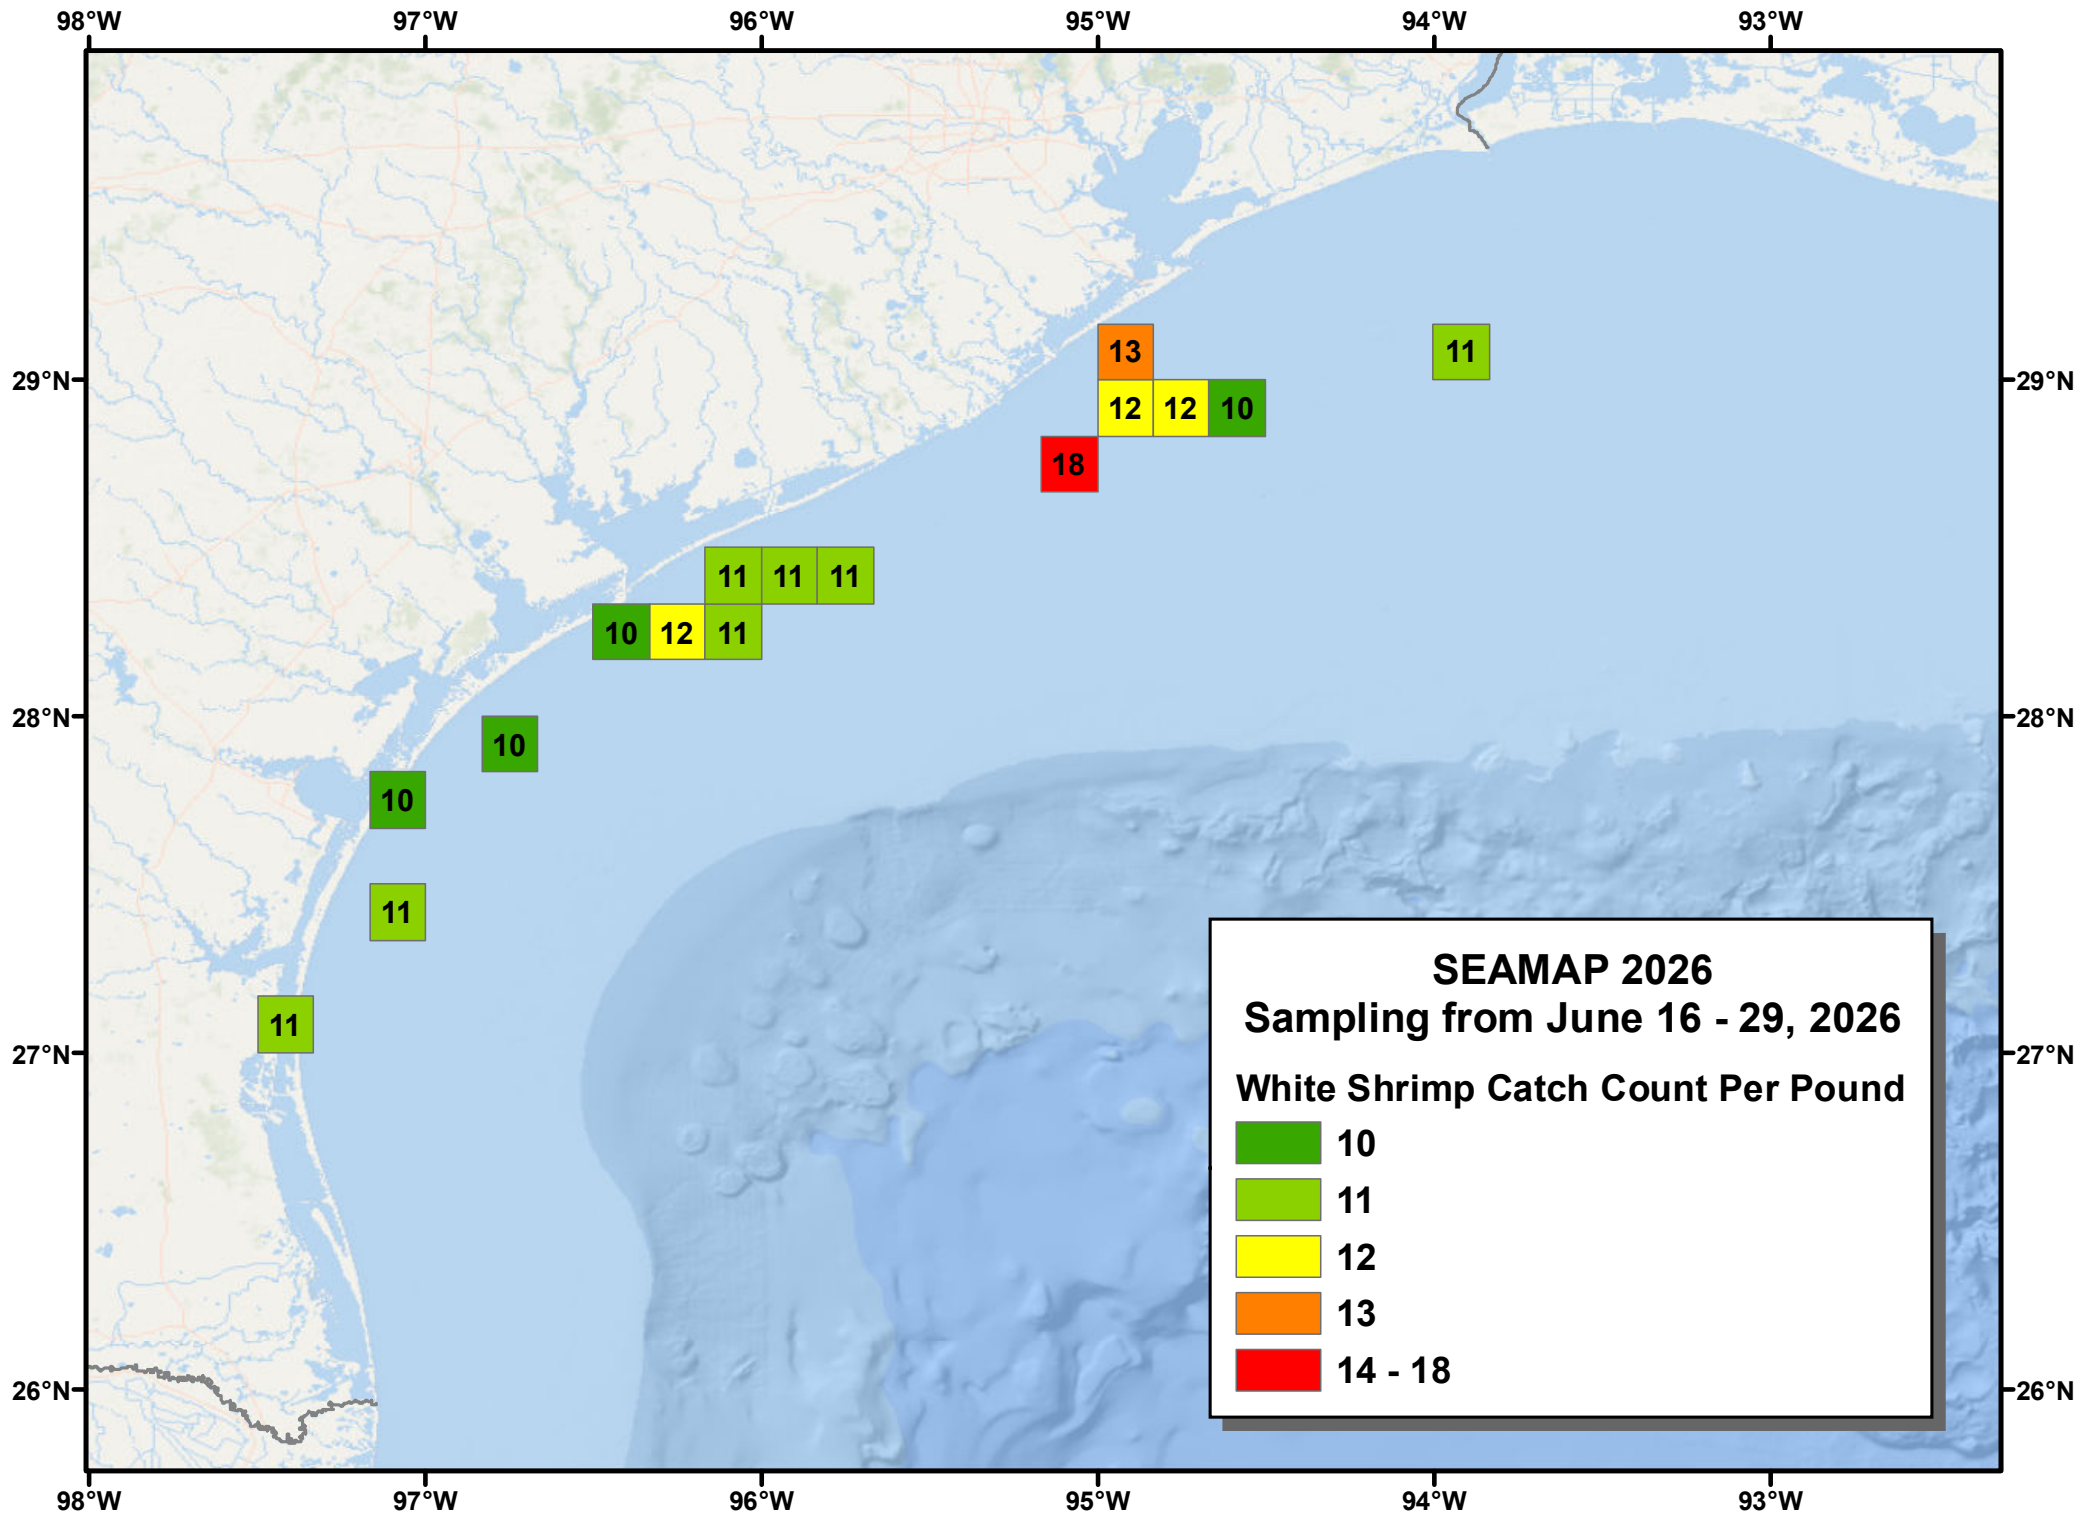 98°W 97°W 96°W 95°W 94°W 93°W
13 11
29°N 29°N
12 12 10
18
11 11 11
10 12 11
28°N 28°N
10
10
11
SEAMAP 2026
Sampling from June 16 - 29, 2026
11
27°N 27°N
White Shrimp Catch Count Per Pound
10
11
12
13
14 - 18
26°N 26°N
98°W 97°W 96°W 95°W 94°W 93°W